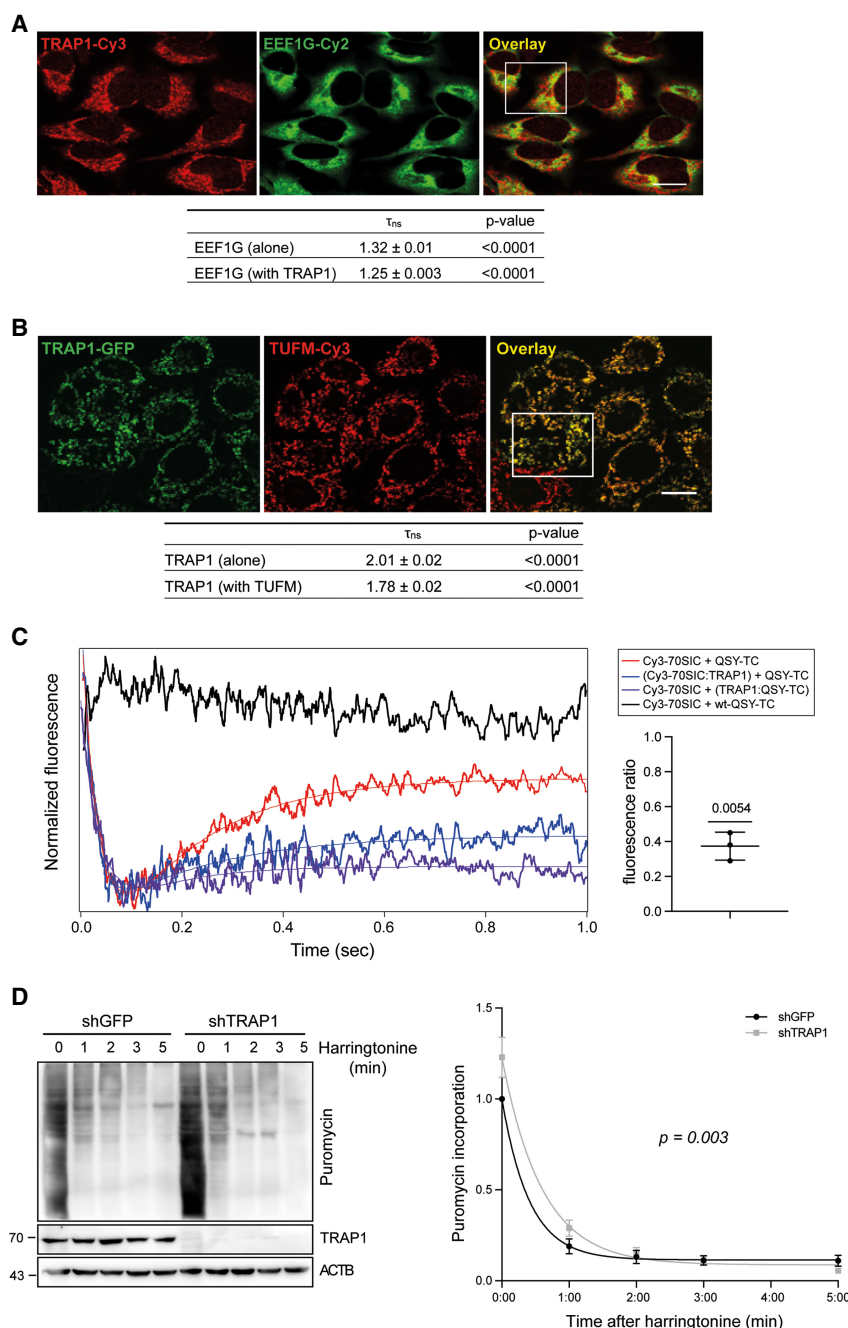 A
TRAP1-Cy3 EEF1G-Cy2 Overlay
τns p-value
EEF1G (alone) 1.32 ± 0.01 <0.0001
EEF1G (with TRAP1) 1.25 ± 0.003 <0.0001
B
TRAP1-GFP TUFM-Cy3 Overlay
τns p-value
TRAP1 (alone) 2.01 ± 0.02 <0.0001
TRAP1 (with TUFM) 1.78 ± 0.02 <0.0001
C
Normalized fluorescence
0.0 0.2 0.4 0.6 0.8 1.0
Time (sec)
Cy3-70SIC + QSY-TC
(Cy3-70SIC:TRAP1) + QSY-TC
Cy3-70SIC + (TRAP1:QSY-TC)
Cy3-70SIC + wt-QSY-TC
fluorescence ratio
1.0
0.8
0.6
0.4
0.2
0.0
0.0054
D
shGFP shTRAP1
0 1 2 3 5 0 1 2 3 5 Harringtonine
(min)
Puromycin
70 TRAP1
43 ACTB
Puromycin incorporation
1.5
1.0
0.5
0.0
shGFP
shTRAP1
p = 0.003
0:00 1:00 2:00 3:00 5:00
Time after harringtonine (min)